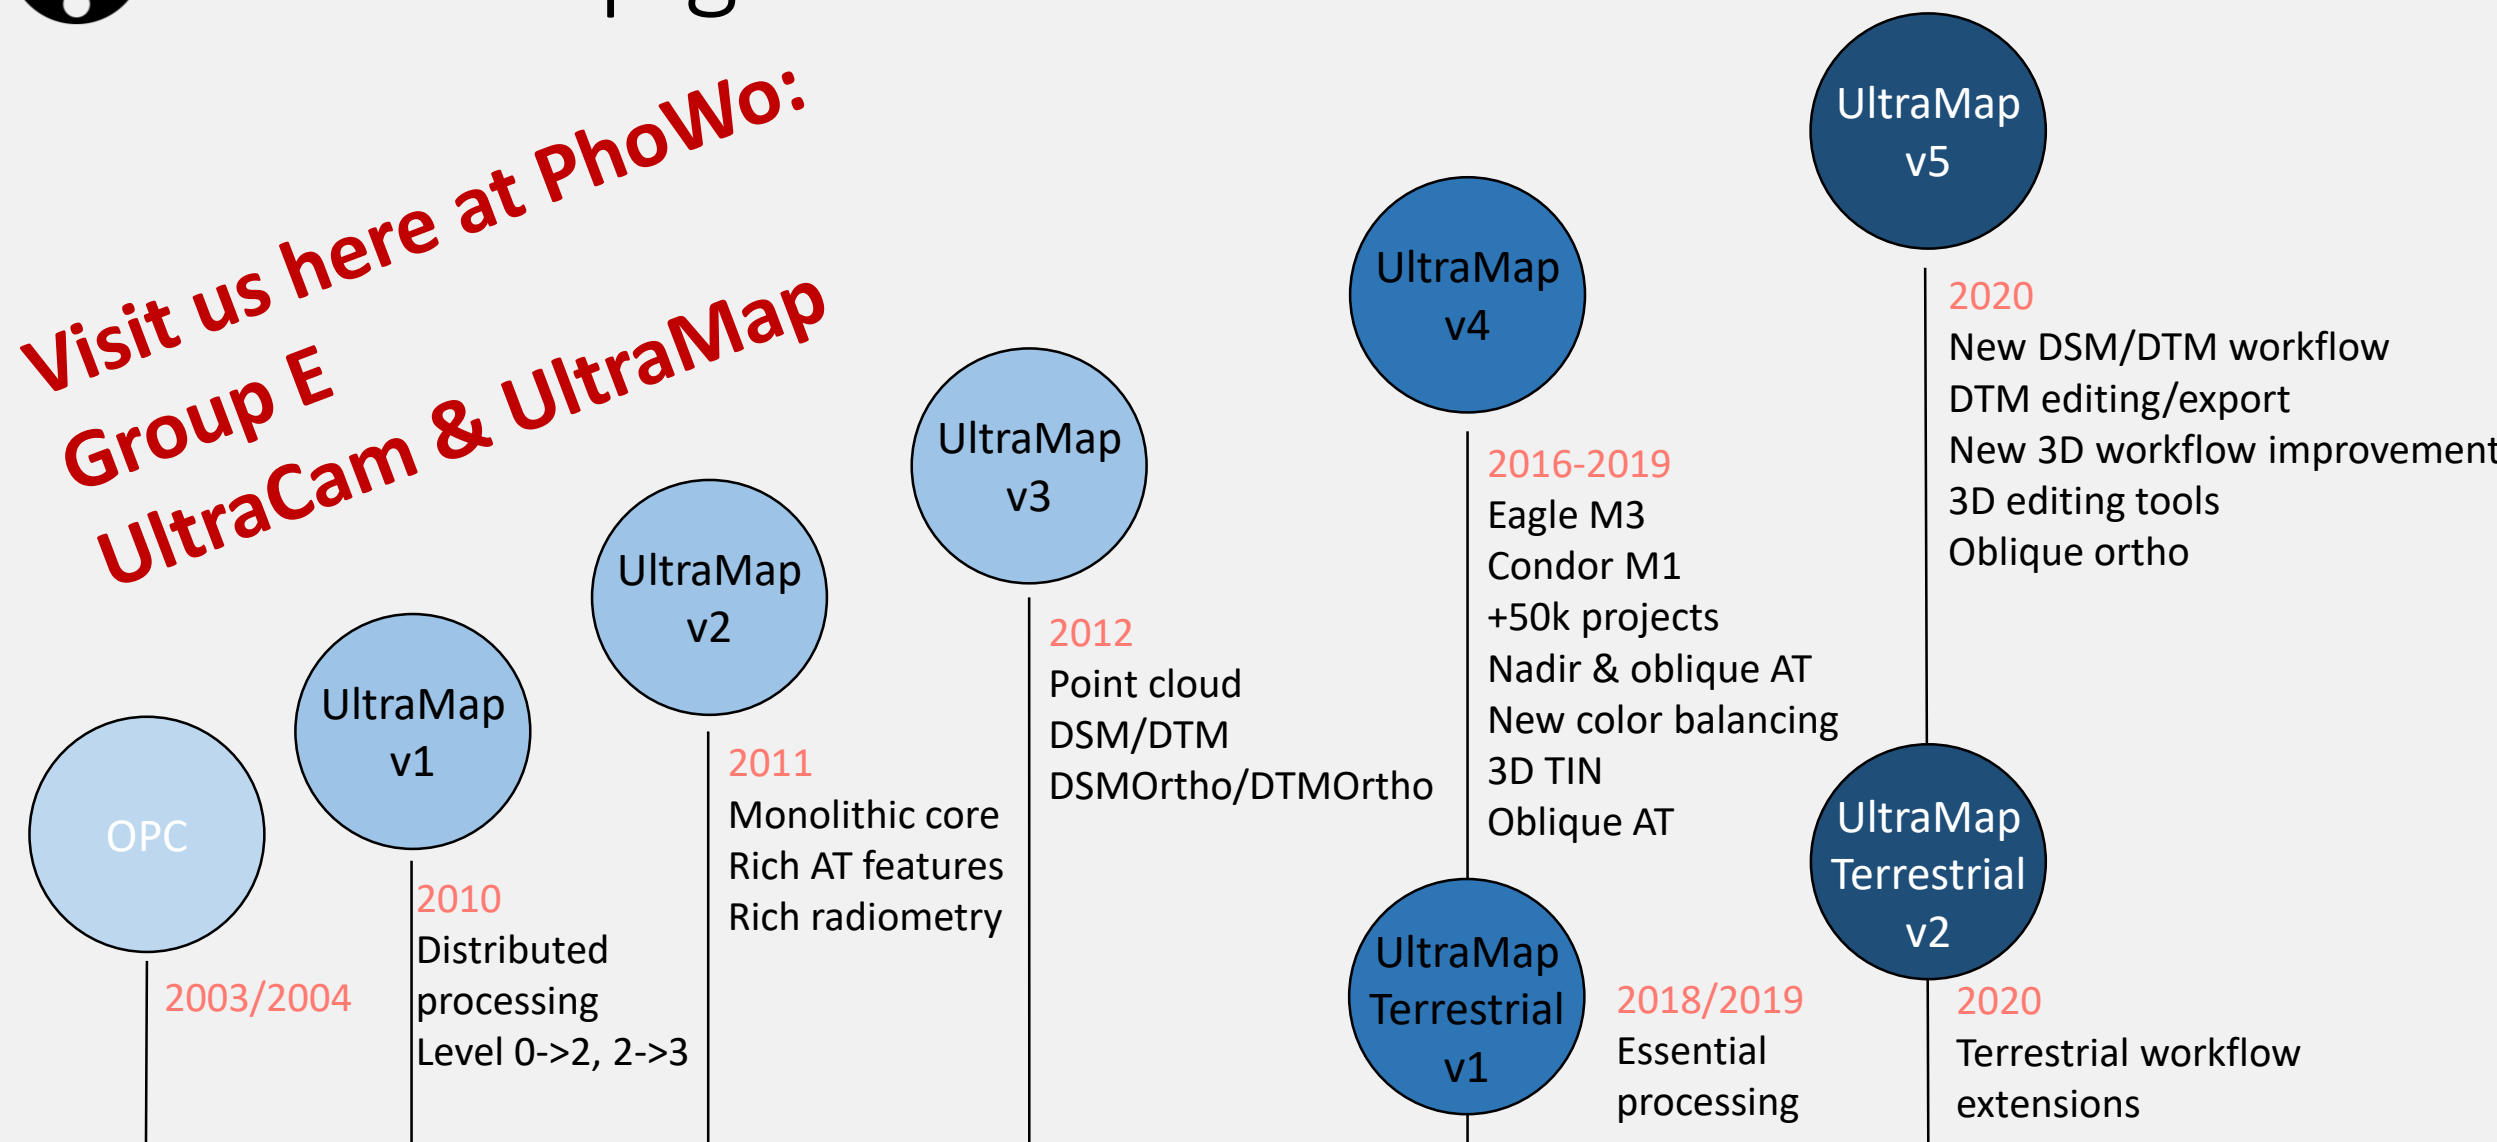 Visit us here at PhoWo:
Group E
UltraCam & UltraMap
OPC
2003/2004
UltraMap
v1
2010
Distributed
processing
Level 0->2, 2->3
UltraMap
v2
2011
Monolithic core
Rich AT features
Rich radiometry
UltraMap
v3
2012
Point cloud
DSM/DTM
DSMOrtho/DTMOrtho
UltraMap
v4
2016-2019
Eagle M3
Condor M1
+50k projects
Nadir & oblique AT
New color balancing
3D TIN
Oblique AT
UltraMap
Terrestrial
v1
2018/2019
Essential
processing
UltraMap
v5
2020
New DSM/DTM workflow
DTM editing/export
New 3D workflow improvement
3D editing tools
Oblique ortho
UltraMap
Terrestrial
v2
2020
Terrestrial workflow
extensions